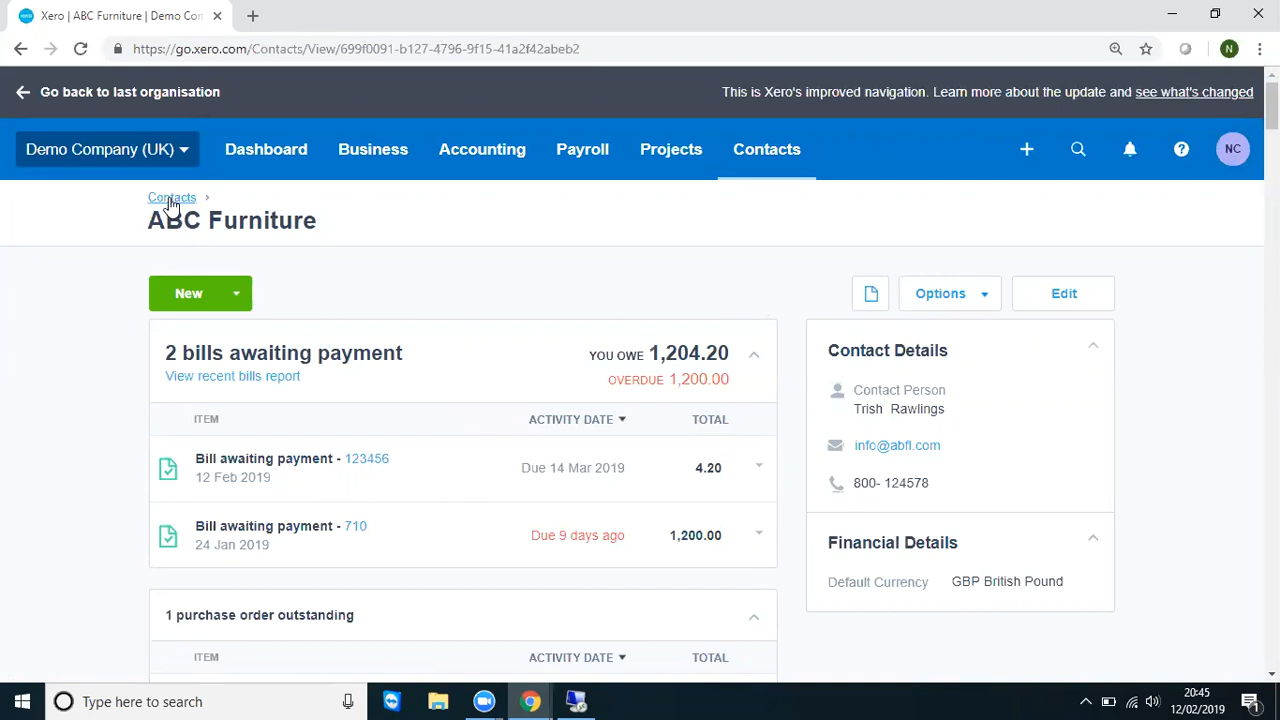 Xero | ABC Furniture | Demo Con
https://go.xero.com/Contacts/View/699f0091-b127-4796-9f15-41a2f42abeb2
N
Go back to last organisation
This is Xero's improved navigation. Learn more about the update and see what's changed
Demo Company (UK)
Dashboard
Business
Accounting
Payroll
Projects
Contacts
NC
Contacts
ABC Furniture
New
Options
Edit
2 bills awaiting payment
YOU OWE 1,204.20
View recent bills report
OVERDUE 1,200.00
ITEM
ACTIVITY DATE
TOTAL
Bill awaiting payment - 123456
12 Feb 2019
Due 14 Mar 2019
4.20
Bill awaiting payment - 710
24 Jan 2019
Due 9 days ago
1,200.00
1 purchase order outstanding
ITEM
ACTIVITY DATE
TOTAL
Contact Details
Contact Person
Trish Rawlings
info@abfl.com
800- 124578
Financial Details
Default Currency
GBP British Pound
Type here to search
20:45
12/02/2019
1